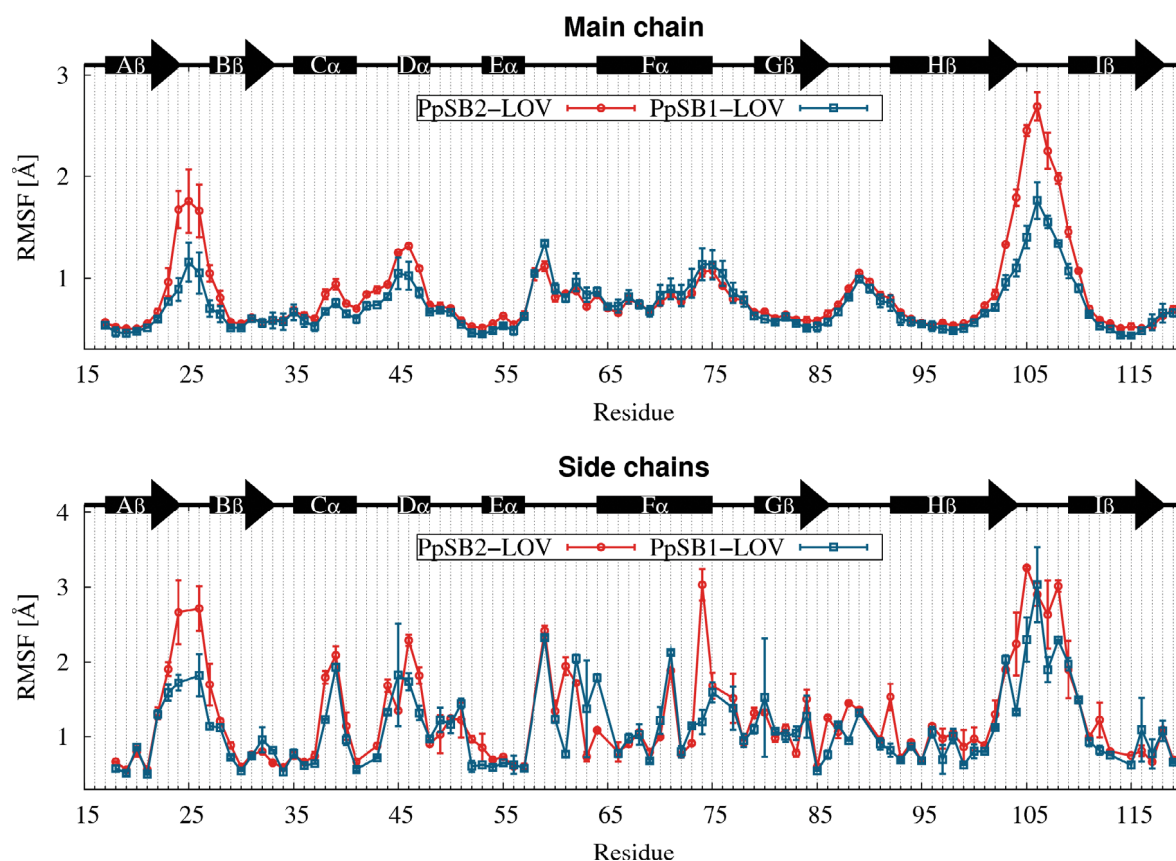 Main chain
Aβ Bβ Cα Dα Eα Fα Gβ Hβ Iβ
3
PpSB2−LOV PpSB1−LOV
2
1
RMSF [Å]
15 25 35 45 55 65 75 85 95 105 115
Residue
Side chains
Aβ Bβ Cα Dα Eα Fα Gβ Hβ Iβ
4
PpSB2−LOV PpSB1−LOV
3
2
1
RMSF [Å]
15 25 35 45 55 65 75 85 95 105 115
Residue